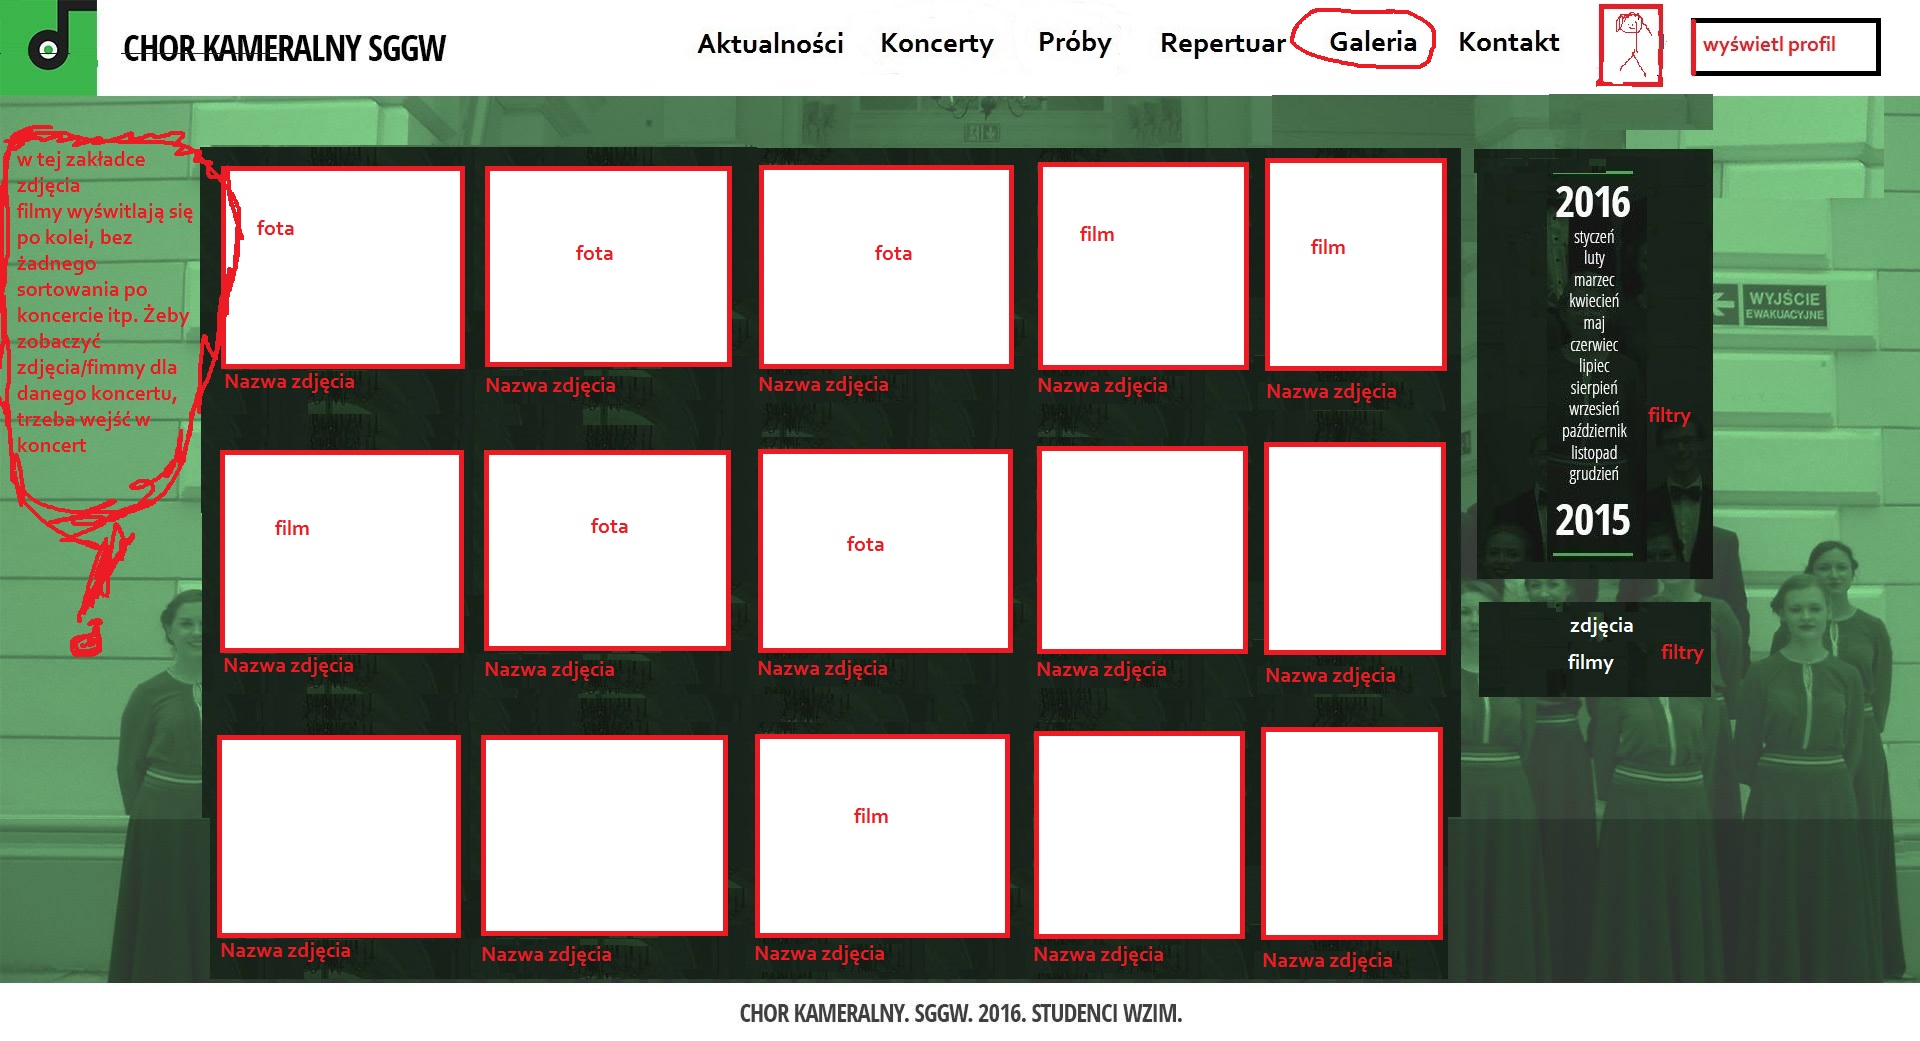 CHOR KAMERALNY SGGW
Aktualności
Koncerty
Próby
Repertuar
Galeria
Kontakt
wyświetl profil
w tej zakładce
zdjęcia
filmy wyświtlają się
po kolei, bez
żadnego
sortowania po
koncercie itp. Żeby
zobaczyć
zdjęcia/fimmy dla
danego koncertu,
trzeba wejść w
koncert
fota
fota
fota
film
film
Nazwa zdjęcia
Nazwa zdjęcia
Nazwa zdjęcia
Nazwa zdjęcia
Nazwa zdjęcia
film
fota
fota
Nazwa zdjęcia
Nazwa zdjęcia
Nazwa zdjęcia
Nazwa zdjęcia
Nazwa zdjęcia
film
Nazwa zdjęcia
Nazwa zdjęcia
Nazwa zdjęcia
Nazwa zdjęcia
Nazwa zdjęcia
2016
styczeń
luty
marzec
kwiecień
maj
czerwiec
lipiec
sierpień
wrzesień
październik
listopad
grudzień
2015
filtry
zdjęcia
filmy
filtry
WYJŚCIE
EWAKUACYJNE
CHOR KAMERALNY. SGGW. 2016. STUDENCI WZIM.